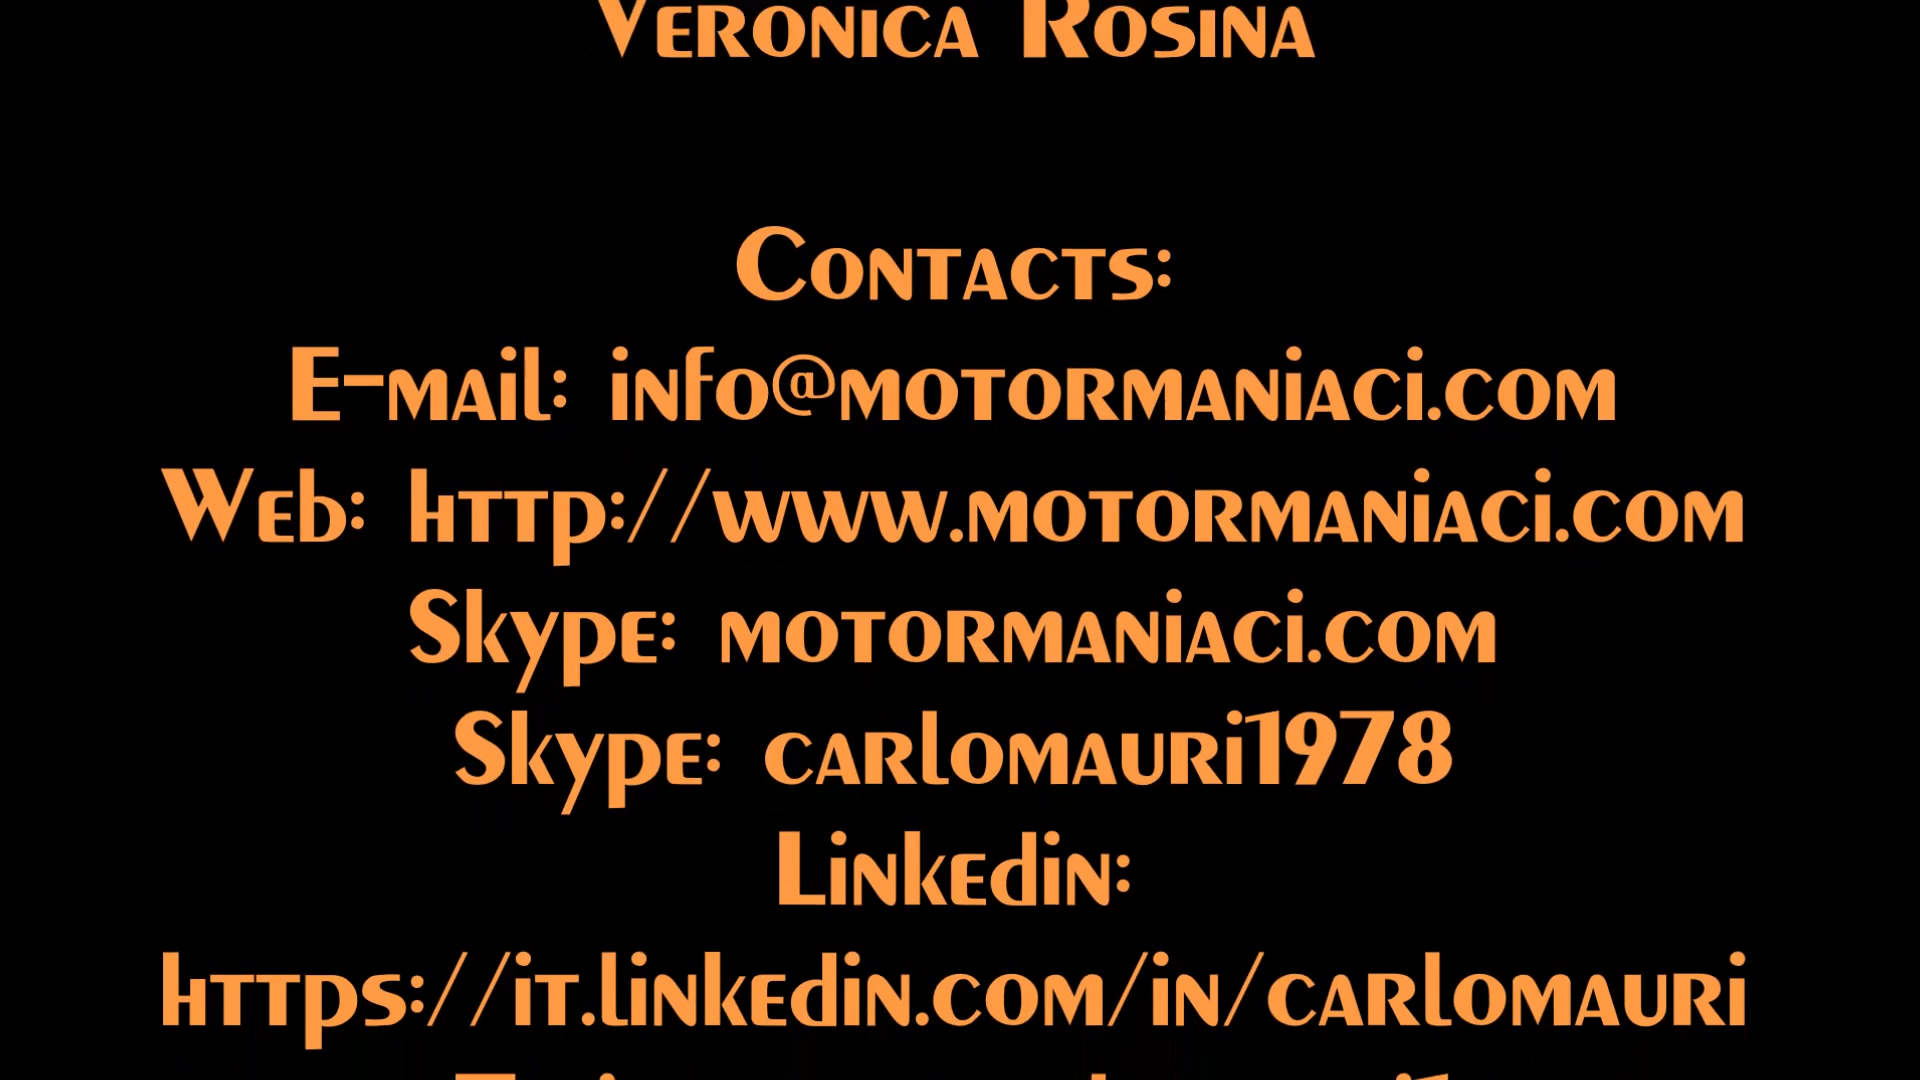 Veronica Rosina
Contacts:
E-mail: info@motormaniaci.com
Web: http://www.motormaniaci.com
Skype: motormaniaci.com
Skype: carlomauri1978
Linkedin:
https://it.linkedin.com/in/carlomauri